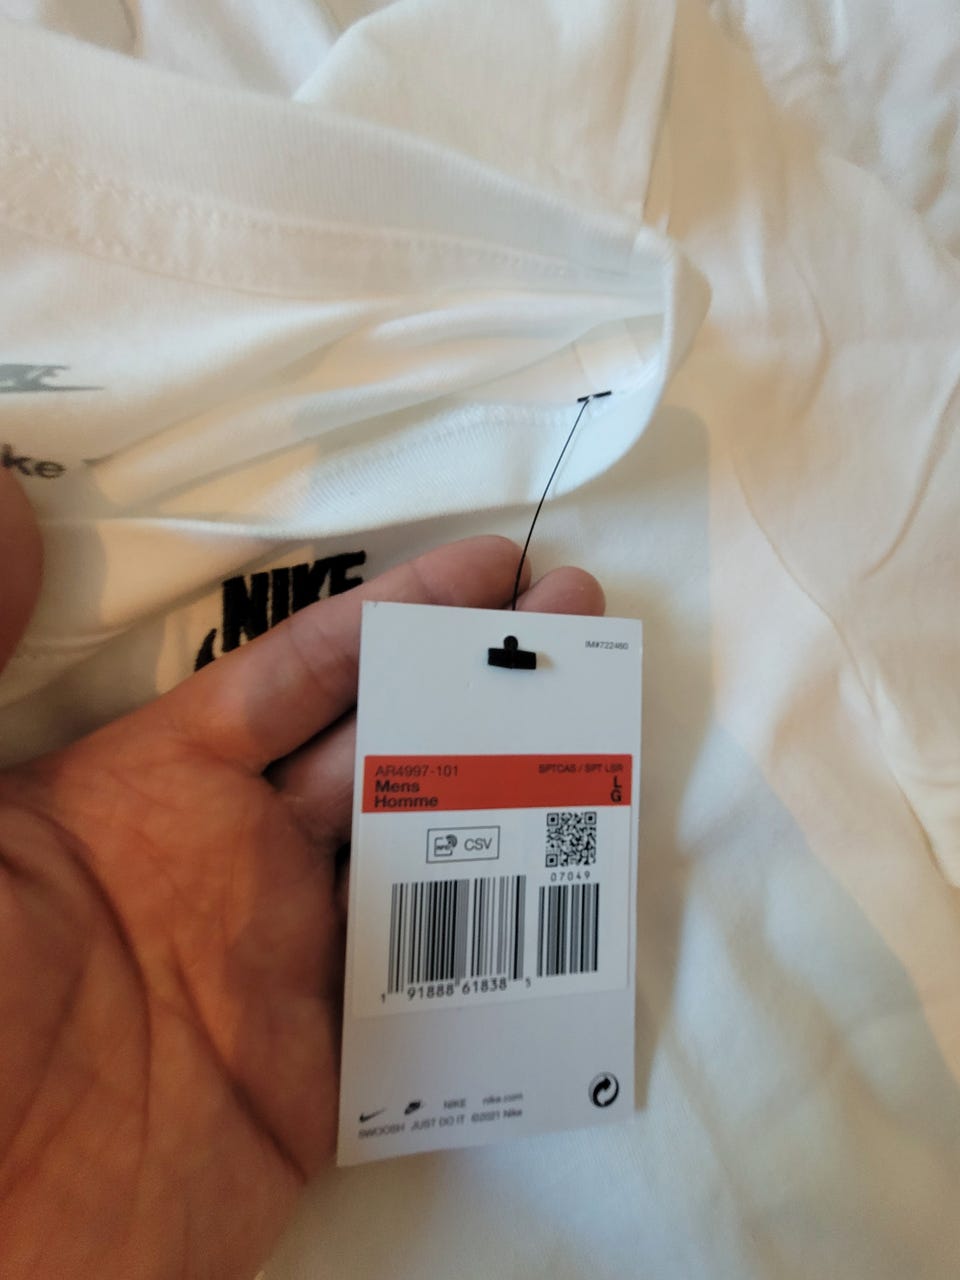 ke
NIKE
IM#722460
AR4997-101
SPTCAS / SPT LSR
Mens
L
Homme
G
CSV
07049
1 91888 61838 5
NIKE nike.com
SWOOSH JUST DO IT ©2021 Nike